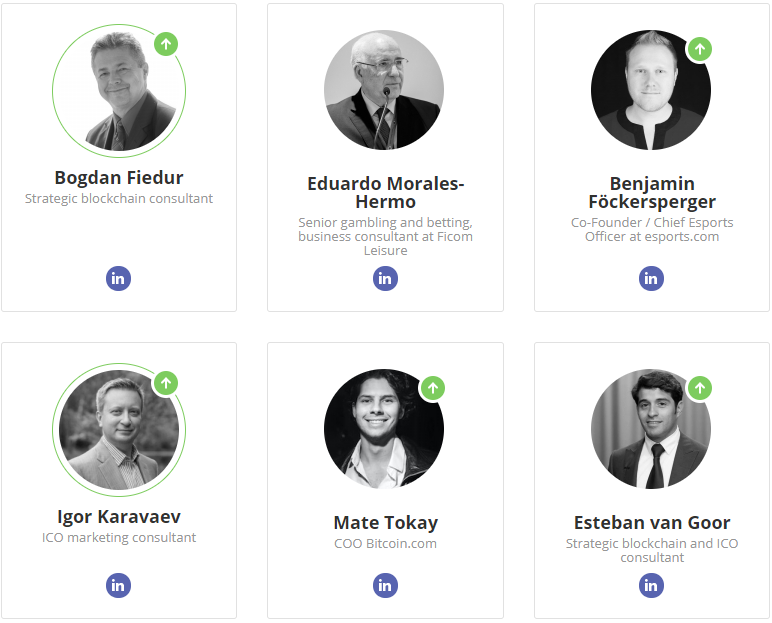 Bogdan Fiedur
Strategic blockchain consultant
in
Eduardo Morales-
Hermo
Senior gambling and betting,
business consultant at Ficom
Leisure
in
Benjamin
Föckersperger
Co-Founder / Chief Esports
Officer at esports.com
in
Igor Karavaev
ICO marketing consultant
in
Mate Tokay
COO Bitcoin.com
in
Esteban van Goor
Strategic blockchain and ICO
consultant
in